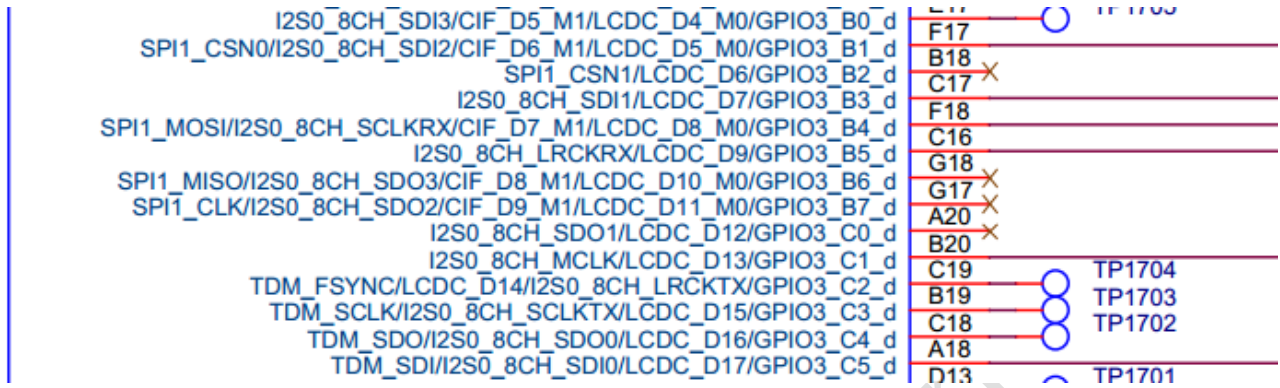 E17 TP1705
I2S0_8CH_SDI3/CIF_D5_M1/LCDC_D4_M0/GPIO3_B0_d
F17
SPI1_CSN0/I2S0_8CH_SDI2/CIF_D6_M1/LCDC_D5_M0/GPIO3_B1_d
B18
SPI1_CSN1/LCDC_D6/GPIO3_B2_d
C17
I2S0_8CH_SDI1/LCDC_D7/GPIO3_B3_d
F18
SPI1_MOSI/I2S0_8CH_SCLKRX/CIF_D7_M1/LCDC_D8_M0/GPIO3_B4_d
C16
I2S0_8CH_LRCKRX/LCDC_D9/GPIO3_B5_d
G18
SPI1_MISO/I2S0_8CH_SDO3/CIF_D8_M1/LCDC_D10_M0/GPIO3_B6_d
G17
SPI1_CLK/I2S0_8CH_SDO2/CIF_D9_M1/LCDC_D11_M0/GPIO3_B7_d
A20
I2S0_8CH_SDO1/LCDC_D12/GPIO3_C0_d
B20
I2S0_8CH_MCLK/LCDC_D13/GPIO3_C1_d
C19 TP1704
TDM_FSYNC/LCDC_D14/I2S0_8CH_LRCKTX/GPIO3_C2_d
B19 TP1703
TDM_SCLK/I2S0_8CH_SCLKTX/LCDC_D15/GPIO3_C3_d
C18 TP1702
TDM_SDO/I2S0_8CH_SDO0/LCDC_D16/GPIO3_C4_d
A18
TDM_SDI/I2S0_8CH_SDI0/LCDC_D17/GPIO3_C5_d
D13 TP1701